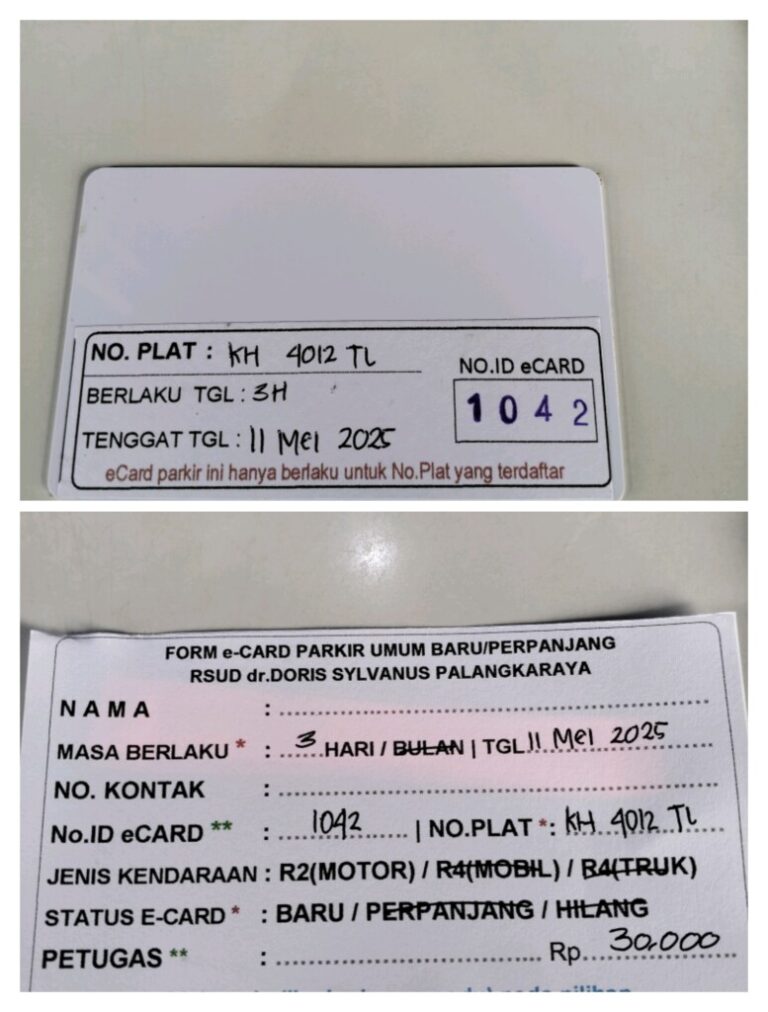 NO. PLAT : KH 4012 TL
BERLAKU TGL : 3H
TENGGAT TGL : 11 MEI 2025
NO.ID eCARD
1042
eCard parkir ini hanya berlaku untuk No.Plat yang terdaftar
FORM e-CARD PARKIR UMUM BARU/PERPANJANG
RSUD dr.DORIS SYLVANUS PALANGKARAYA
N A M A : ..........
MASA BERLAKU * : 3 HARI / BULAN | TGL 11 MEI 2025
NO. KONTAK : ..........
No.ID eCARD ** : 1042 | NO.PLAT *: KH 4012 TL
JENIS KENDARAAN : R2(MOTOR) / R4(MOBIL) / R4(TRUK)
STATUS E-CARD * : BARU / PERPANJANG / HILANG
PETUGAS ** : .......... Rp. 30.000
pada pilihan